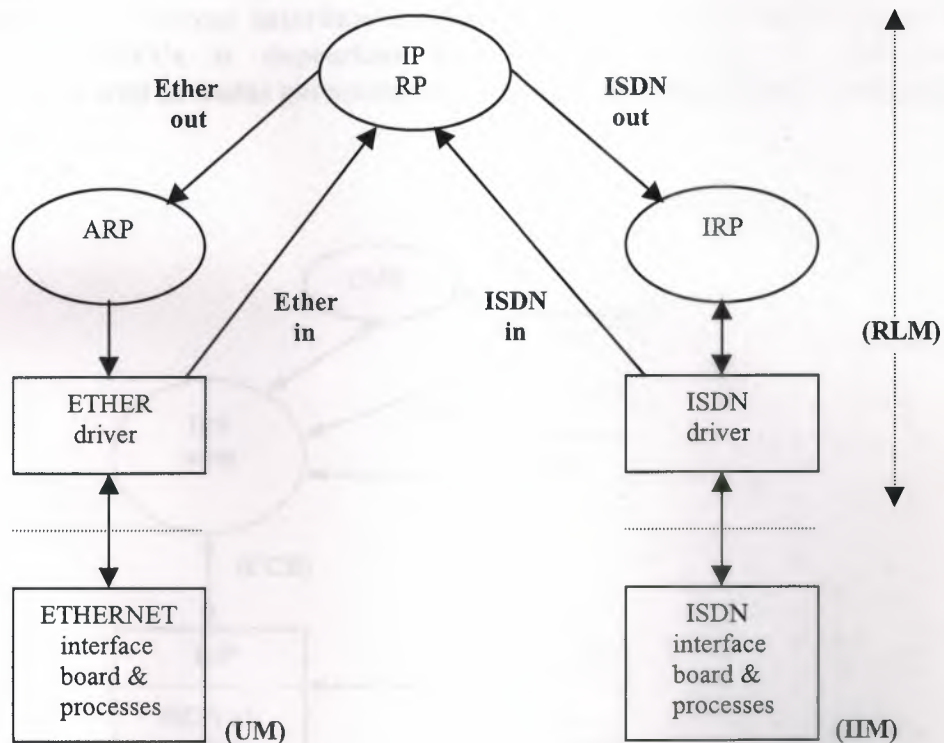 IP
RP
Ether
out
ISDN
out
ARP
IRP
Ether
in
ISDN
in
(RLM)
ETHER
driver
ISDN
driver
ETHERNET
interface
board &
processes
(UM)
ISDN
interface
board &
processes
(IIM)